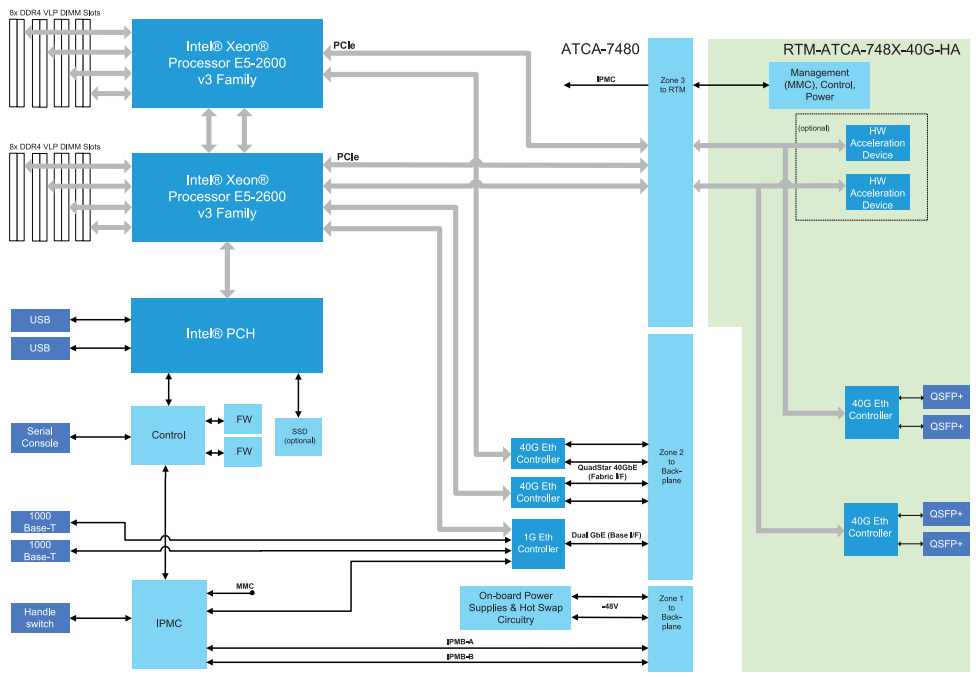 8x DDR4 VLP DIMM Slots
Intel® Xeon®
Processor E5-2600
v3 Family
PCIe
ATCA-7480
RTM-ATCA-748X-40G-HA
IPMC
Zone 3
to RTM
Management
(MMC), Control,
Power
(optional)
HW
Acceleration
Device
HW
Acceleration
Device
8x DDR4 VLP DIMM Slots
Intel® Xeon®
Processor E5-2600
v3 Family
PCIe
USB
USB
Intel® PCH
Serial
Console
Control
FW
FW
SSD
(optional)
40G Eth
Controller
40G Eth
Controller
QuadStar 40GbE
(Fabric I/F)
Zone 2
to
Back-
plane
40G Eth
Controller
QSFP+
QSFP+
1000
Base-T
1000
Base-T
1G Eth
Controller
Dual GbE (Base I/F)
40G Eth
Controller
QSFP+
QSFP+
Handle
switch
IPMC
MMC
On-board Power
Supplies & Hot Swap
Circuitry
-48V
Zone 1
to
Back-
plane
IPMB-A
IPMB-B